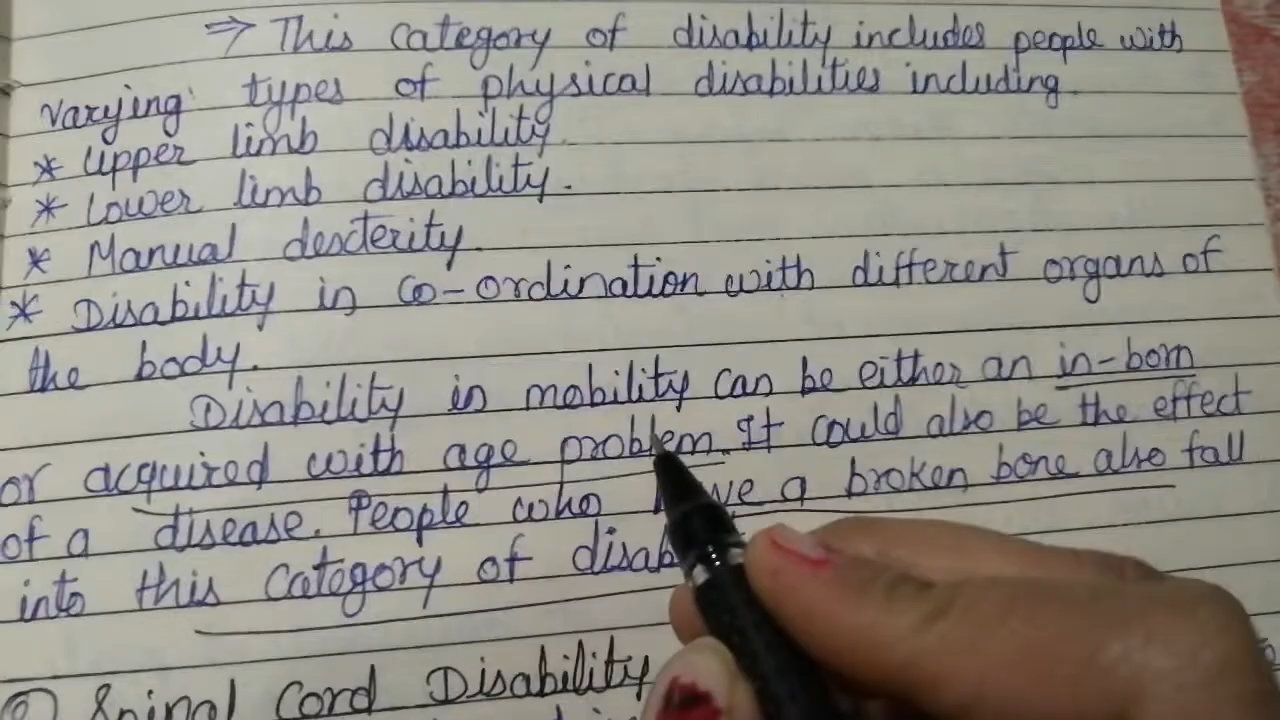 ⇒ This category of disability includes people with
varying types of physical disabilities including
* Upper limb disability.
* Lower limb disability.
* Manual dexterity.
* Disability in co-ordination with different organs of
the body.
Disability in mobility can be either an in-born
or acquired with age problem. It could also be the effect
of a disease. People who have a broken bone also fall
into this category of disab
Spinal Cord Disability